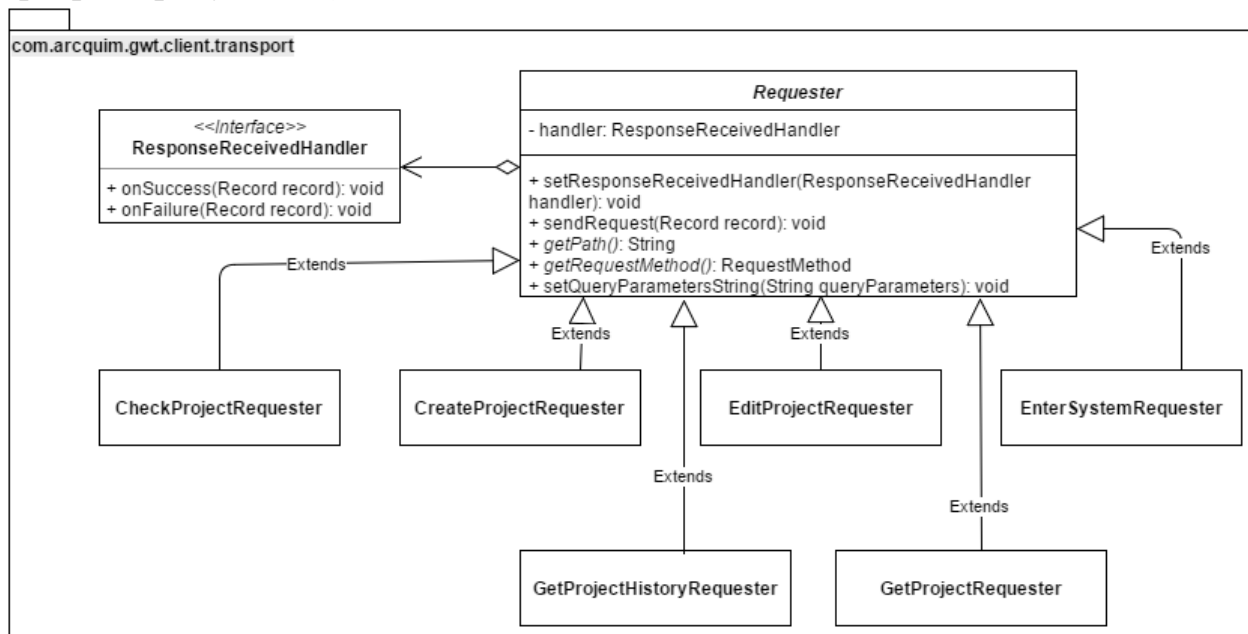 com.arcquim.gwt.client.transport
Requester
- handler: ResponseReceivedHandler
+ setResponseReceivedHandler(ResponseReceivedHandler
handler): void
+ sendRequest(Record record): void
+ getPath(): String
+ getRequestMethod(): RequestMethod
+ setQueryParametersString(String queryParameters): void
<<Interface>>
ResponseReceivedHandler
+ onSuccess(Record record): void
+ onFailure(Record record): void
Extends
Extends
Extends
Extends
CheckProjectRequester
CreateProjectRequester
EditProjectRequester
EnterSystemRequester
Extends
Extends
GetProjectHistoryRequester
GetProjectRequester